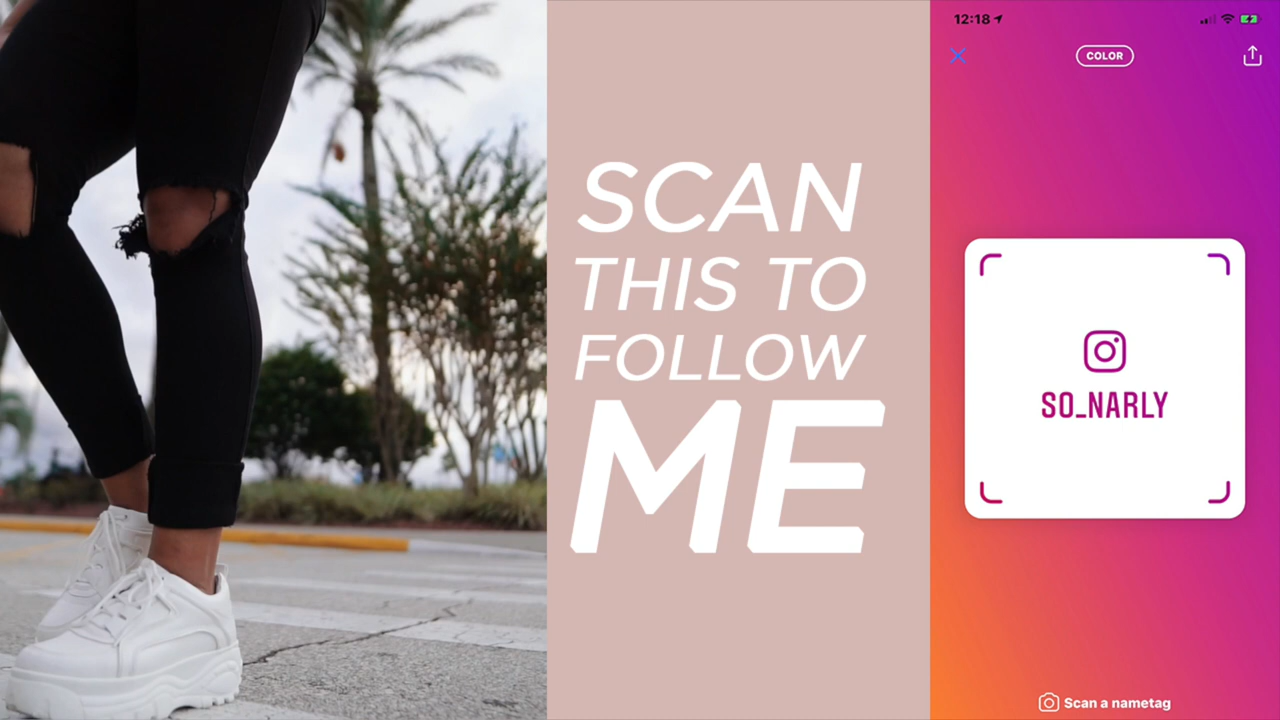 SCAN
THIS TO
FOLLOW
ME
12:18
COLOR
SO_NARLY
Scan a nametag